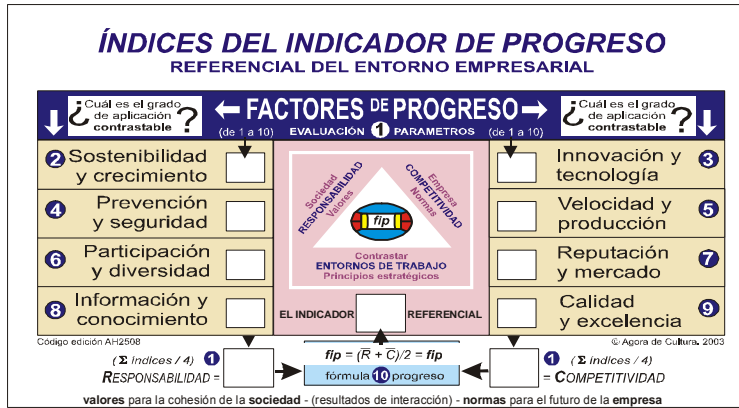 ÍNDICES DEL INDICADOR DE PROGRESO
REFERENCIAL DEL ENTORNO EMPRESARIAL
¿Cuál es el grado de aplicación contrastable?
← FACTORES DE PROGRESO →
¿Cuál es el grado de aplicación contrastable?
(de 1 a 10) EVALUACIÓN 1 PARAMETROS (de 1 a 10)
2 Sostenibilidad
y crecimiento
Innovación y 3
tecnología
4 Prevención
y seguridad
Velocidad y 5
producción
6 Participación
y diversidad
Reputación 7
y mercado
8 Información y
conocimiento
Calidad 9
y excelencia
Sociedad
RESPONSABILIDAD
Valores
Empresa
COMPETITIVIDAD
Normas
fip
Contrastar
ENTORNOS DE TRABAJO
Principios estratégicos
EL INDICADOR REFERENCIAL
Código edición AH2508
© Agora de Cultura. 2003
(Σ índices / 4) 1
RESPONSABILIDAD =
fip = (R̅ + C̅)/2 = fip
fórmula 10 progreso
1 (Σ índices / 4)
= COMPETITIVIDAD
valores para la cohesión de la sociedad - (resultados de interacción) - normas para el futuro de la empresa